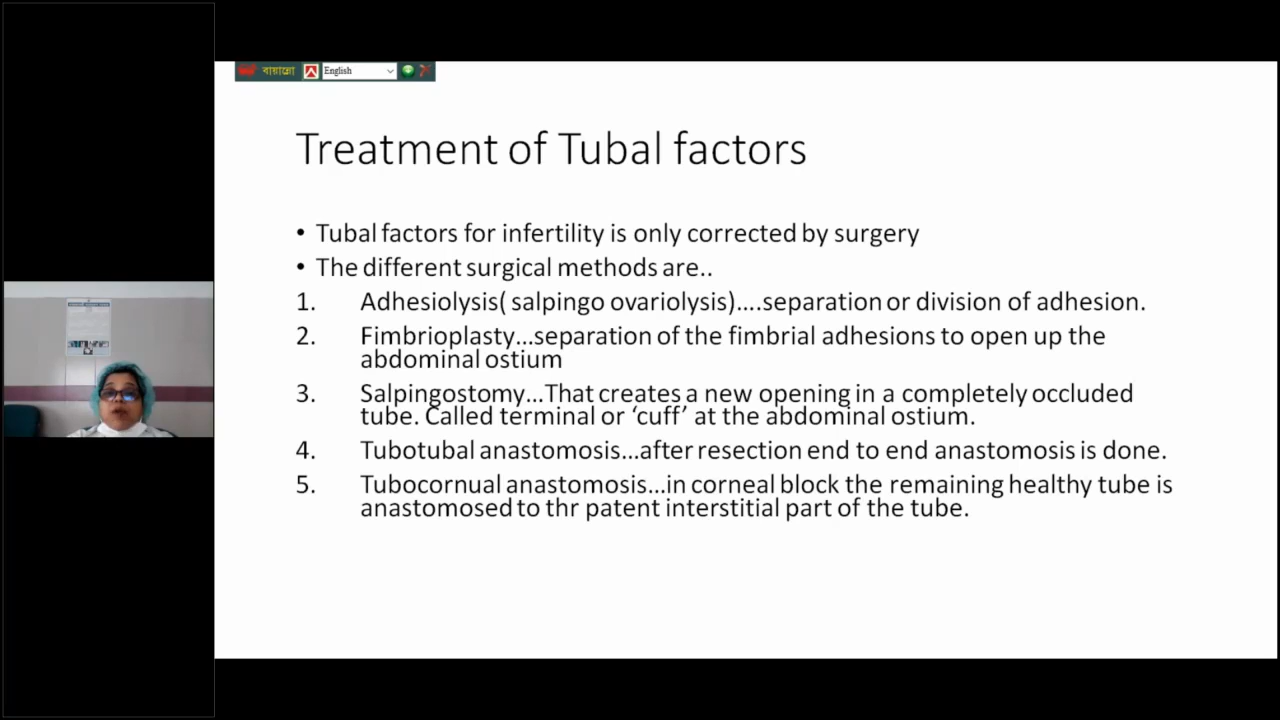 বায়ান্নো
English
Treatment of Tubal factors
• Tubal factors for infertility is only corrected by surgery
• The different surgical methods are..
1. Adhesiolysis( salpingo ovariolysis)....separation or division of adhesion.
2. Fimbrioplasty...separation of the fimbrial adhesions to open up the
abdominal ostium
3. Salpingostomy...That creates a new opening in a completely occluded
tube. Called terminal or ‘cuff’ at the abdominal ostium.
4. Tubotubal anastomosis...after resection end to end anastomosis is done.
5. Tubocornual anastomosis...in corneal block the remaining healthy tube is
anastomosed to thr patent interstitial part of the tube.